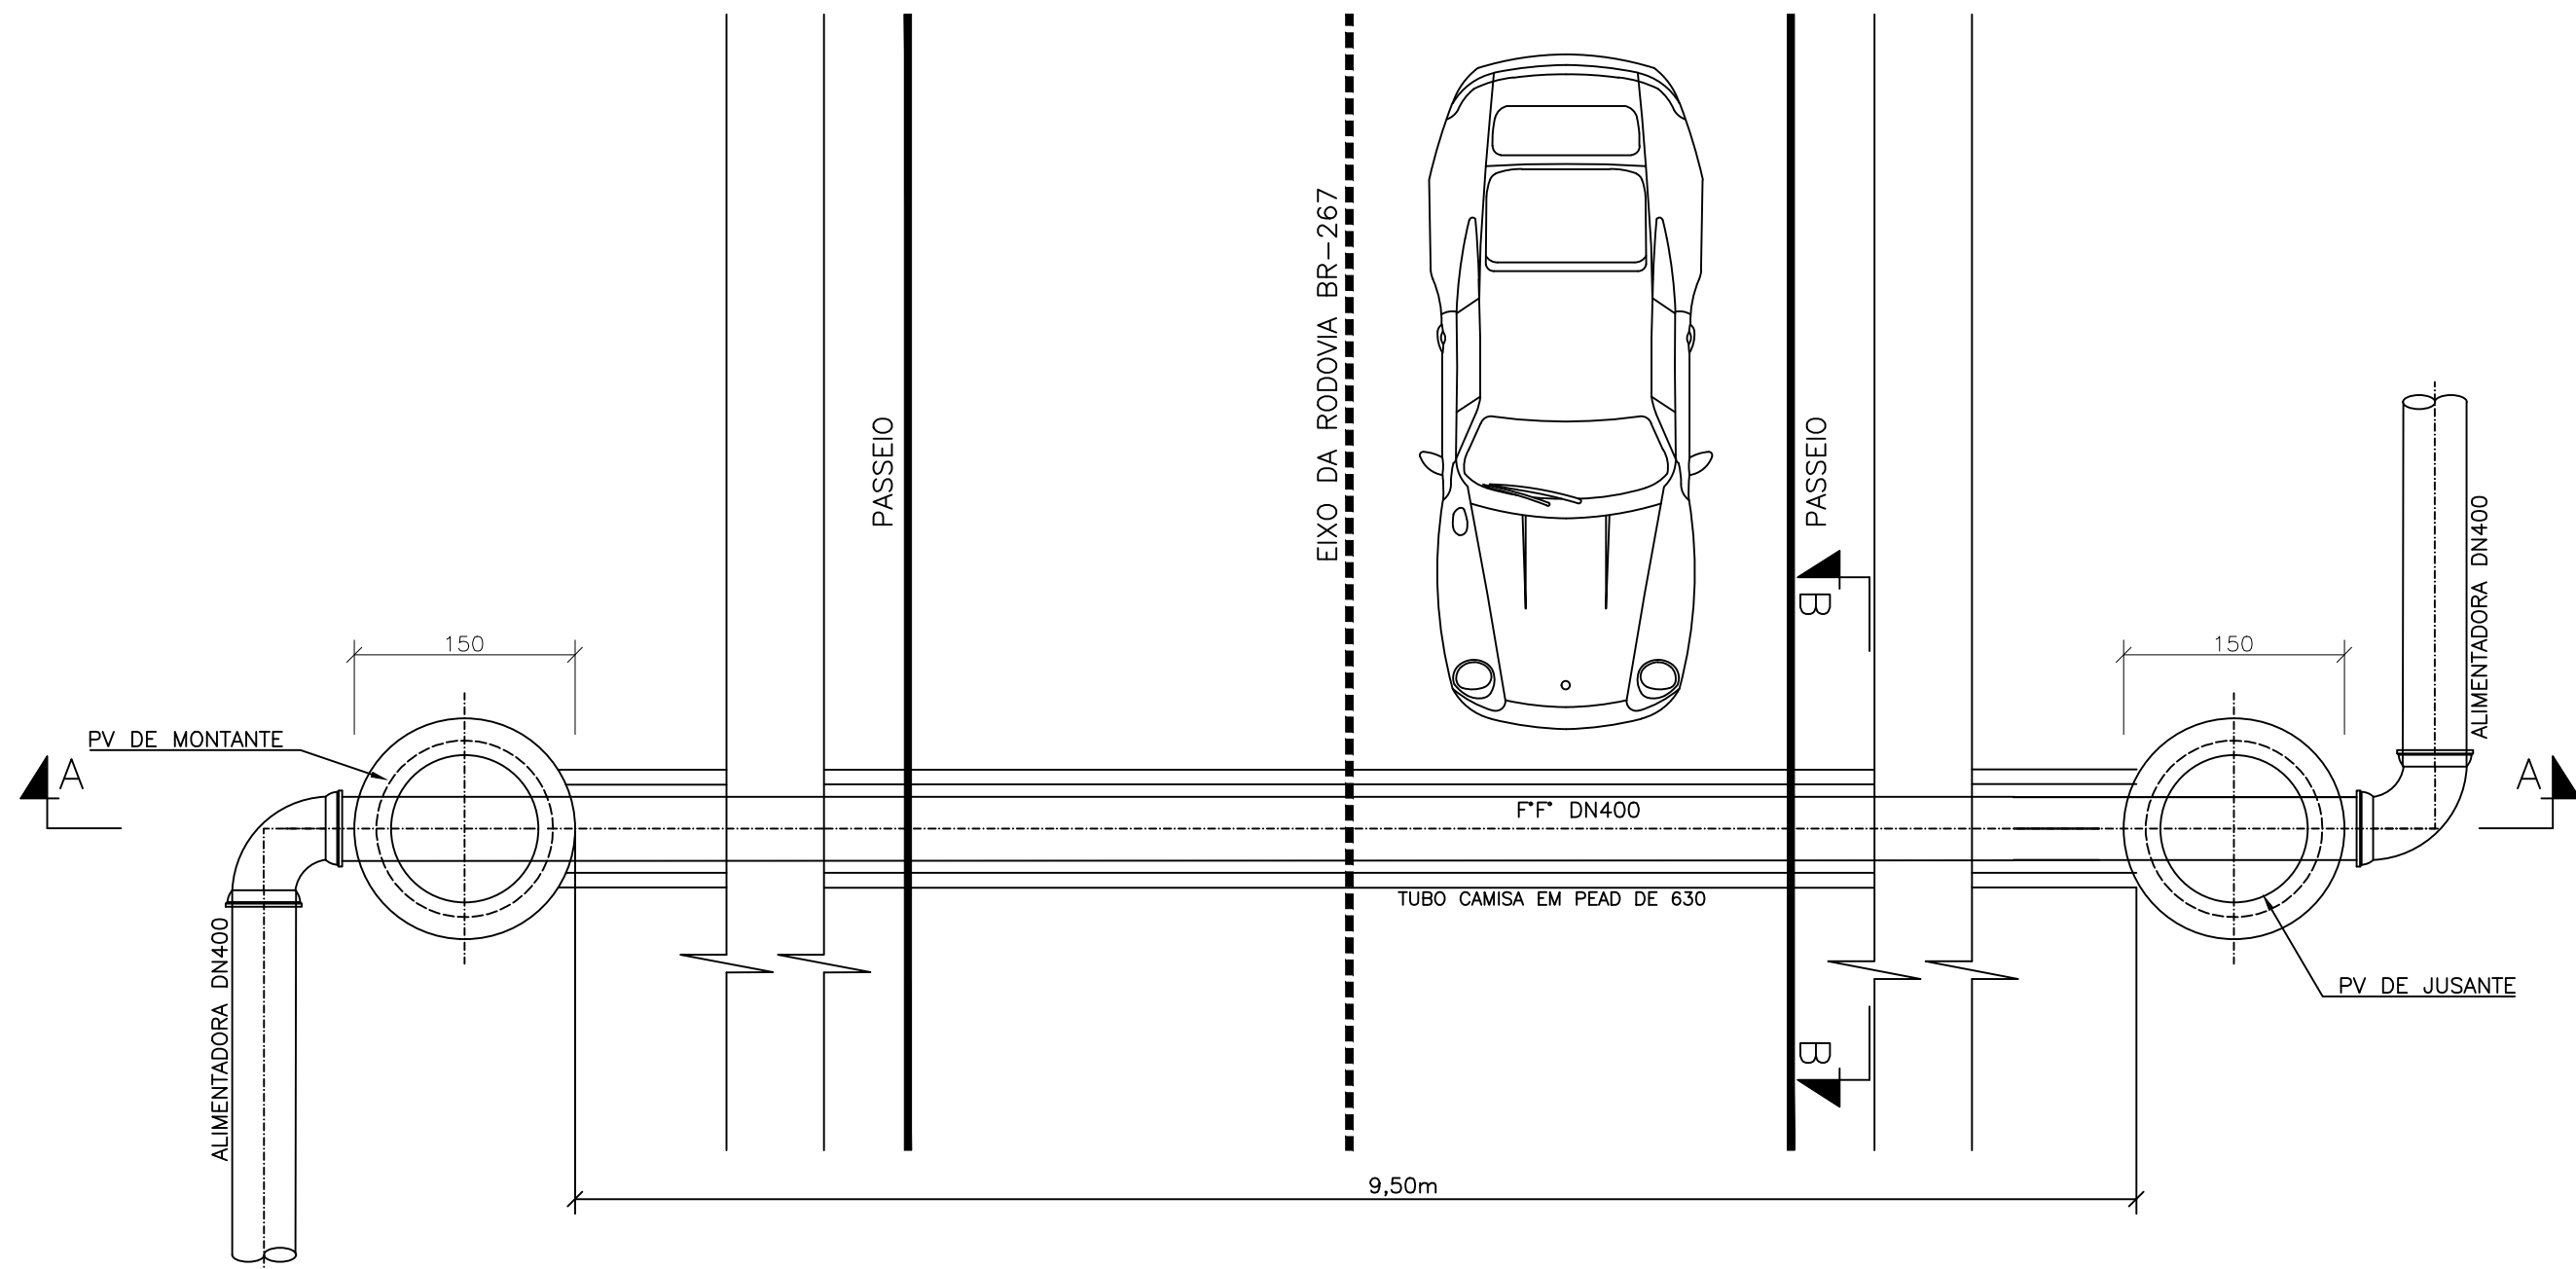 EIXO DA RODOVIA BR-267
PASSEIO
PASSEIO
ALIMENTADORA DN400
B
150
150
PV DE MONTANTE
A
A
F°F° DN400
TUBO CAMISA EM PEAD DE 630
ALIMENTADORA DN400
PV DE JUSANTE
B
9,50m